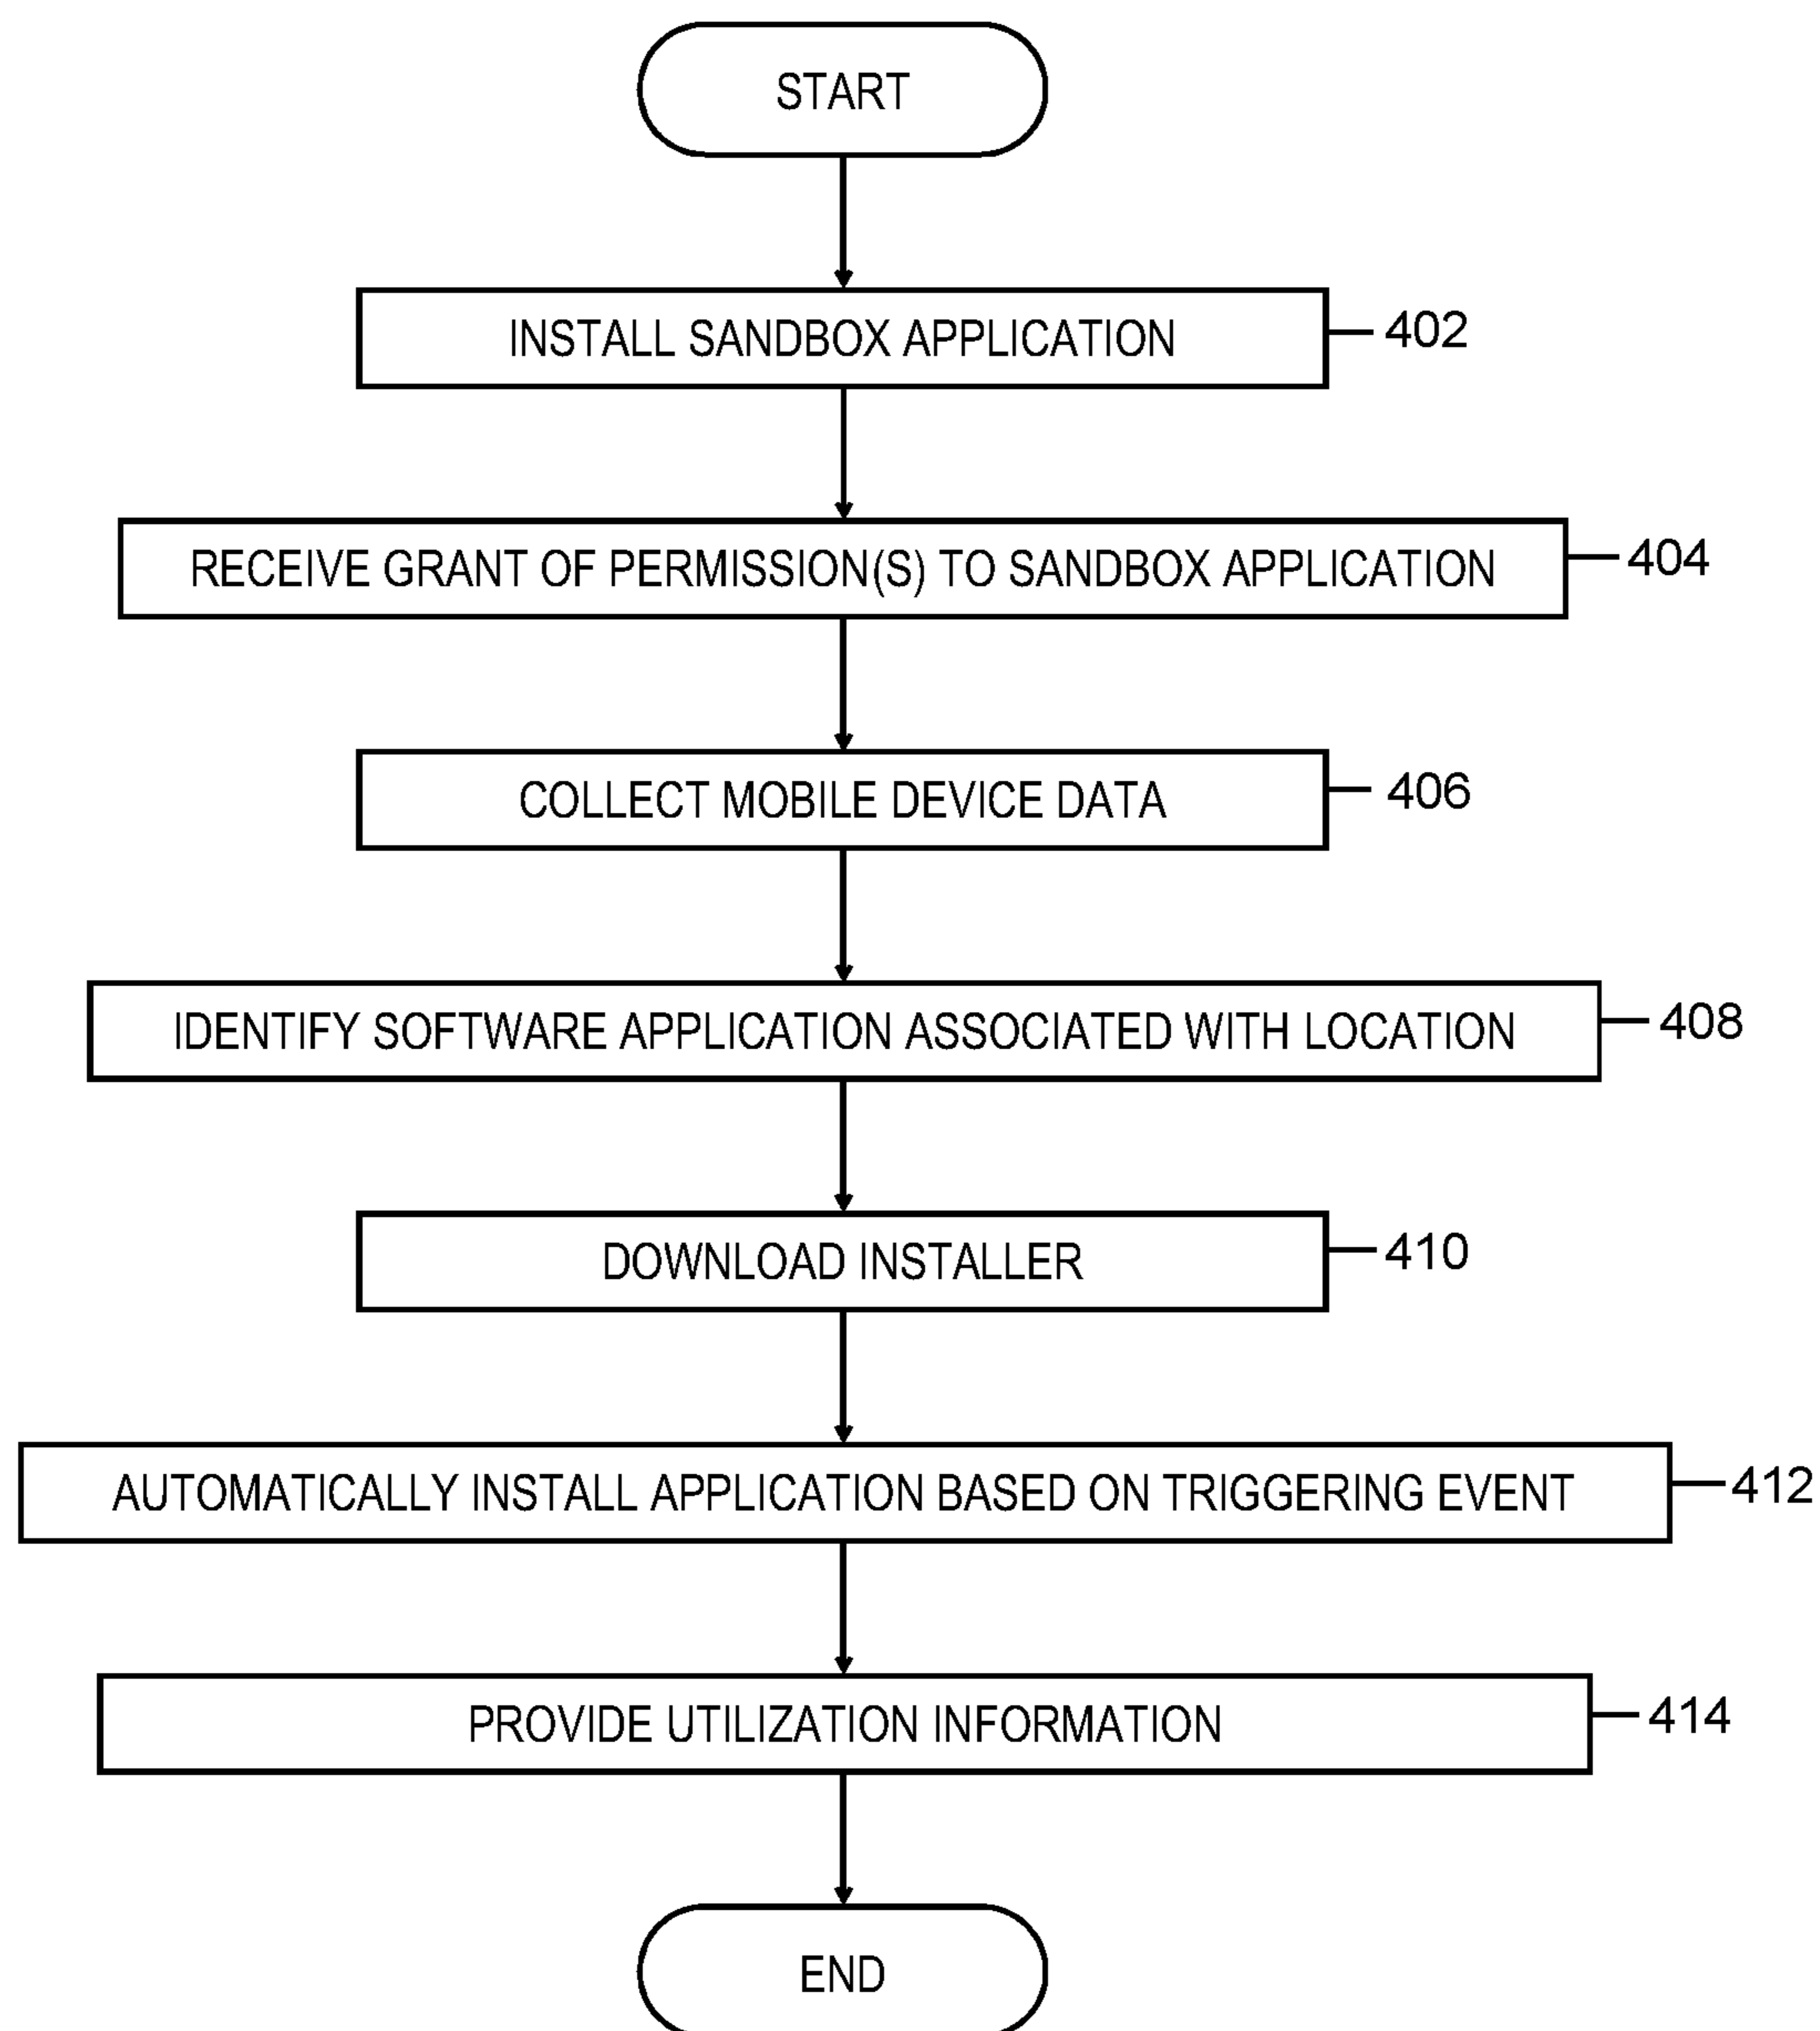 START
INSTALL SANDBOX APPLICATION
402
RECEIVE GRANT OF PERMISSION(S) TO SANDBOX APPLICATION
404
COLLECT MOBILE DEVICE DATA
406
IDENTIFY SOFTWARE APPLICATION ASSOCIATED WITH LOCATION
408
DOWNLOAD INSTALLER
410
AUTOMATICALLY INSTALL APPLICATION BASED ON TRIGGERING EVENT
412
PROVIDE UTILIZATION INFORMATION
414
END